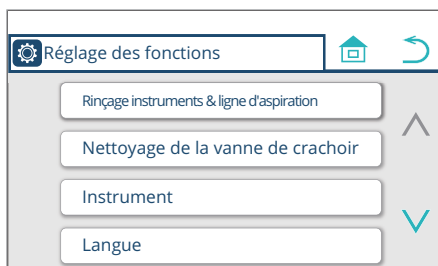 Réglage des fonctions
Rinçage instruments & ligne d'aspiration
Nettoyage de la vanne de crachoir
Instrument
Langue